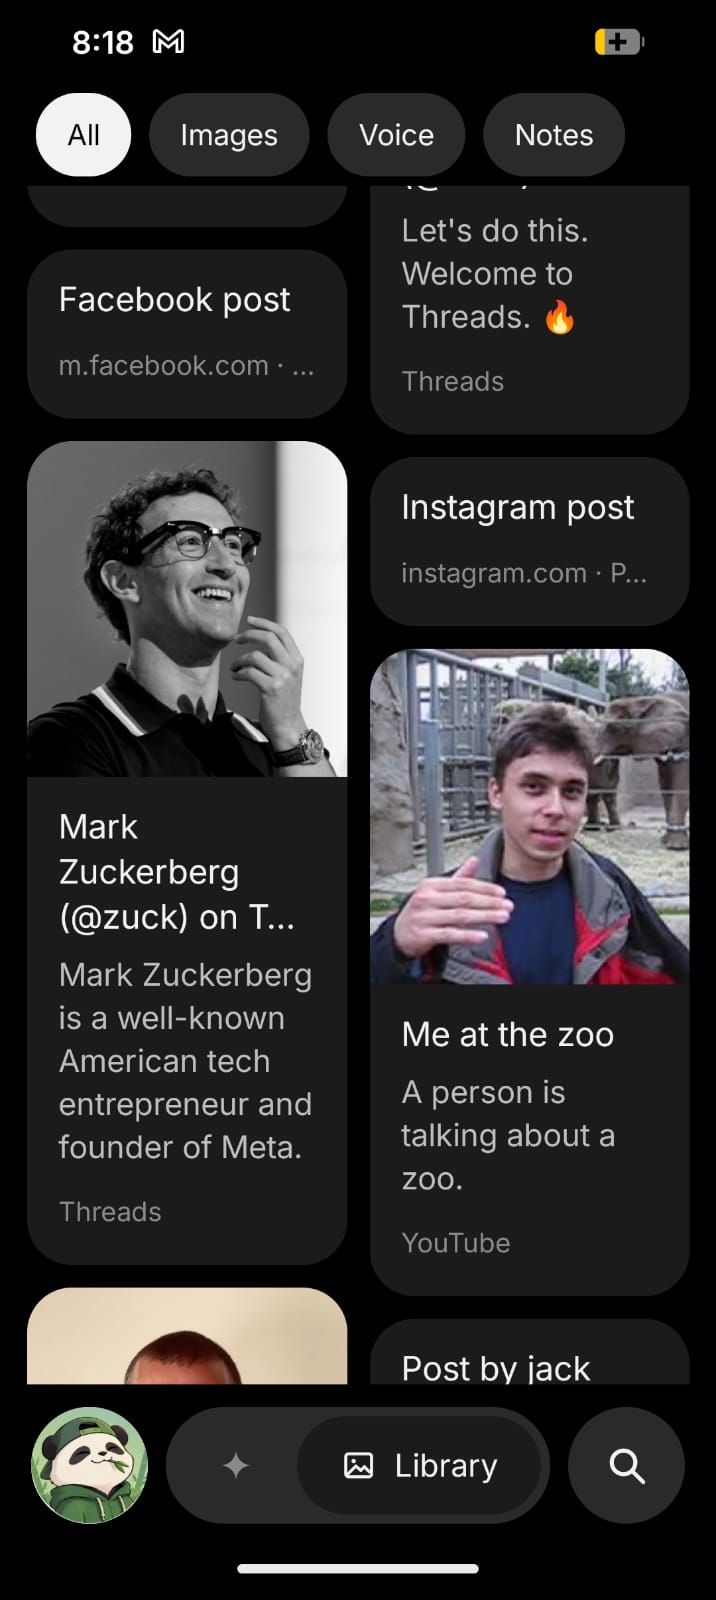 8:18
All
Images
Voice
Notes
Facebook post
m.facebook.com · ...
Mark
Zuckerberg
(@zuck) on T...
Mark Zuckerberg
is a well-known
American tech
entrepreneur and
founder of Meta.
Threads
Let's do this.
Welcome to
Threads. 🔥
Threads
Instagram post
instagram.com · P...
Me at the zoo
A person is
talking about a
zoo.
YouTube
Post by jack
Library